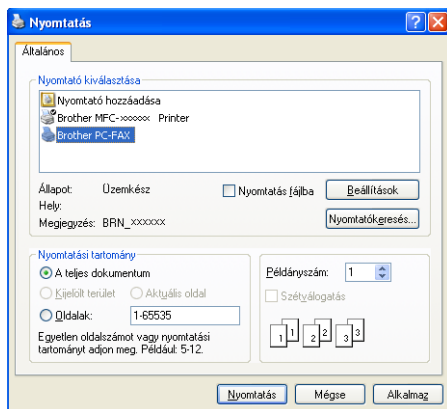 Nyomtatás
Általános
Nyomtató kiválasztása
Nyomtató hozzáadása
Brother MFC-xxxxxx Printer
Brother PC-FAX
Állapot: Üzemkész
Nyomtatás fájlba
Beállítások
Hely:
Megjegyzés: BRN_xxxxxx
Nyomtatókeresés...
Nyomtatási tartomány
A teljes dokumentum
Kijelölt terület Aktuális oldal
Oldalak: 1-65535
Egyetlen oldalszámot vagy nyomtatási
tartományt adjon meg. Például: 5-12.
Példányszám: 1
Szétválogatás
1 1 2 2 3 3
Nyomtatás Mégse Alkalmaz